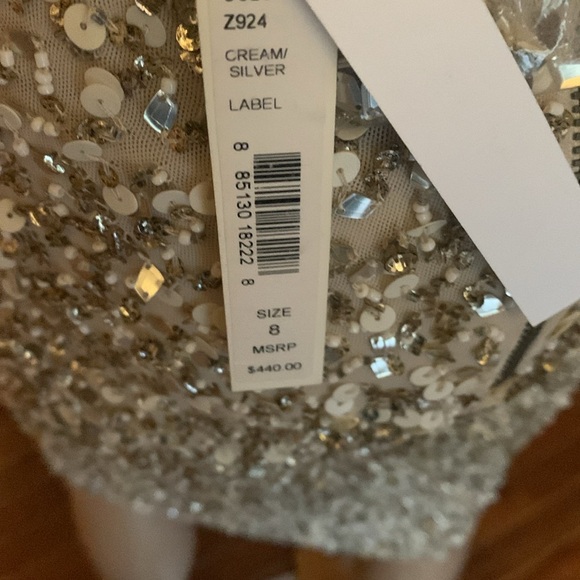 Z924
CREAM/
SILVER
LABEL
8 85130 18222 8
SIZE
8
MSRP
$440.00